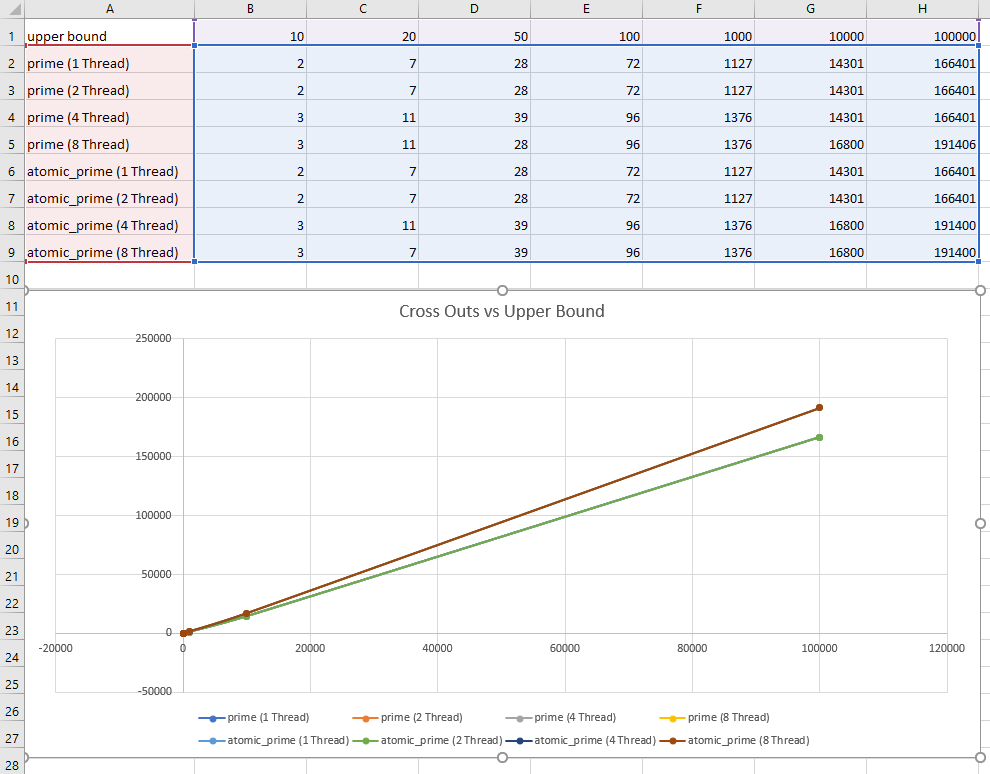 A B C D E F G H
1 upper bound 10 20 50 100 1000 10000 100000
2 prime (1 Thread) 2 7 28 72 1127 14301 166401
3 prime (2 Thread) 2 7 28 72 1127 14301 166401
4 prime (4 Thread) 3 11 39 96 1376 14301 166401
5 prime (8 Thread) 3 11 28 96 1376 16800 191406
6 atomic_prime (1 Thread) 2 7 28 72 1127 14301 166401
7 atomic_prime (2 Thread) 2 7 28 72 1127 14301 166401
8 atomic_prime (4 Thread) 3 11 39 96 1376 16800 191400
9 atomic_prime (8 Thread) 3 7 39 96 1376 16800 191400
10
11
12
13
14
15
16
17
18
19
20
21
22
23
24
25
26
27
28
Cross Outs vs Upper Bound
250000
200000
150000
100000
50000
0
-50000
-20000 0 20000 40000 60000 80000 100000 120000
prime (1 Thread) prime (2 Thread) prime (4 Thread) prime (8 Thread)
atomic_prime (1 Thread) atomic_prime (2 Thread) atomic_prime (4 Thread) atomic_prime (8 Thread)